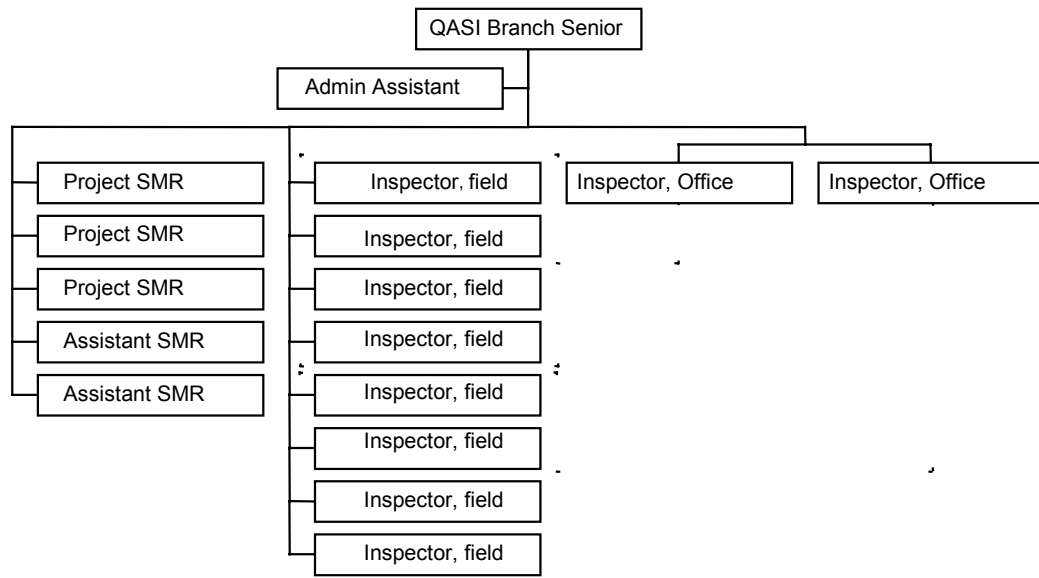 QASI Branch Senior
Admin Assistant
Project SMR
Project SMR
Project SMR
Assistant SMR
Assistant SMR
Inspector, field
Inspector, field
Inspector, field
Inspector, field
Inspector, field
Inspector, field
Inspector, field
Inspector, field
Inspector, Office
Inspector, Office